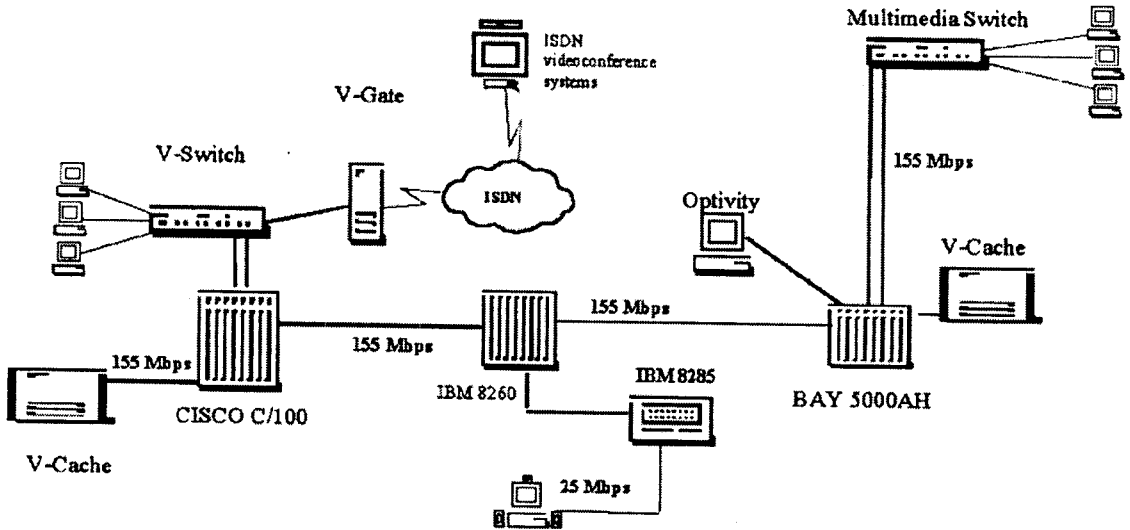 Multimedia Switch
ISDN
videoconference
systems
V-Gate
V-Switch
155 Mbps
ISDN
Optivity
V-Cache
155 Mbps
155 Mbps
155 Mbps
IBM 8260
IBM 8285
CISCO C/100
BAY 5000AH
V-Cache
25 Mbps